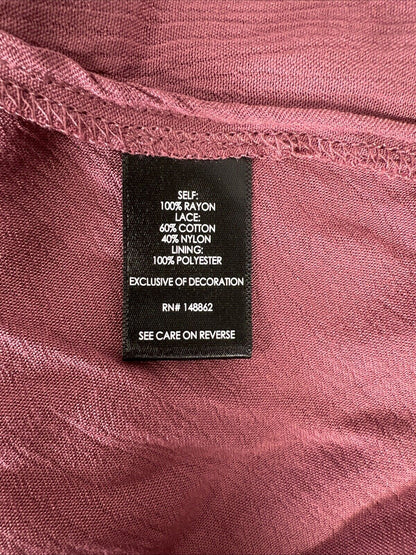 SELF:
100% RAYON
LACE:
60% COTTON
40% NYLON
LINING:
100% POLYESTER
EXCLUSIVE OF DECORATION
RN# 148862
SEE CARE ON REVERSE